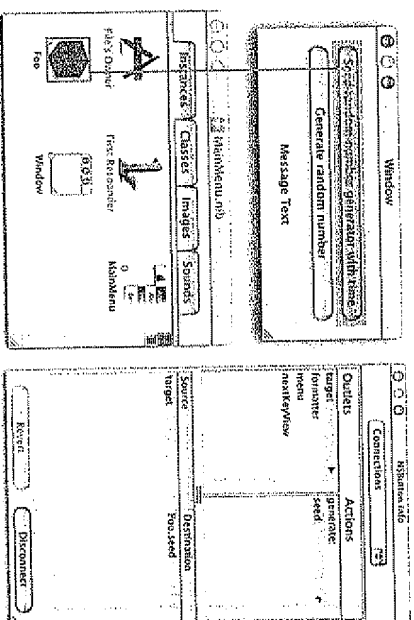 Window
Seed random number generator with time
Generate random number
Message Text
MainMenu.nib
Instances Classes Images Sounds
File's Owner First Responder MainMenu
Foo Window
NSButton Info
Connections
Outlets Actions
target generate:
formatter seed:
menu
nextKeyView
Source Destination
target Foo.seed
Revert Disconnect